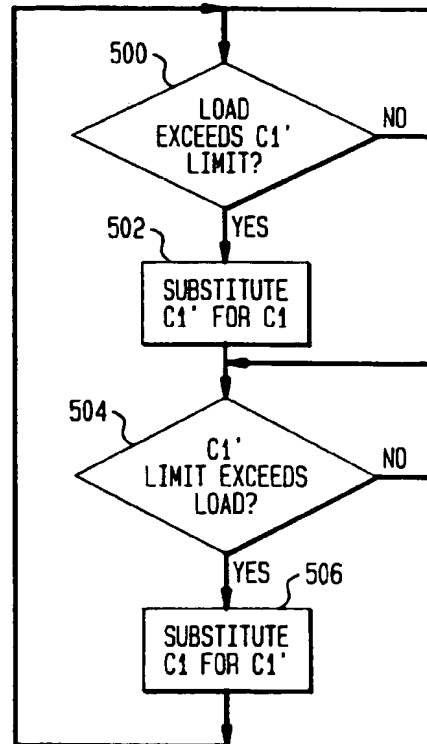 500
LOAD
EXCEEDS C1'
LIMIT?
NO
YES
502
SUBSTITUTE
C1' FOR C1
504
C1'
LIMIT EXCEEDS
LOAD?
NO
YES
506
SUBSTITUTE
C1 FOR C1'